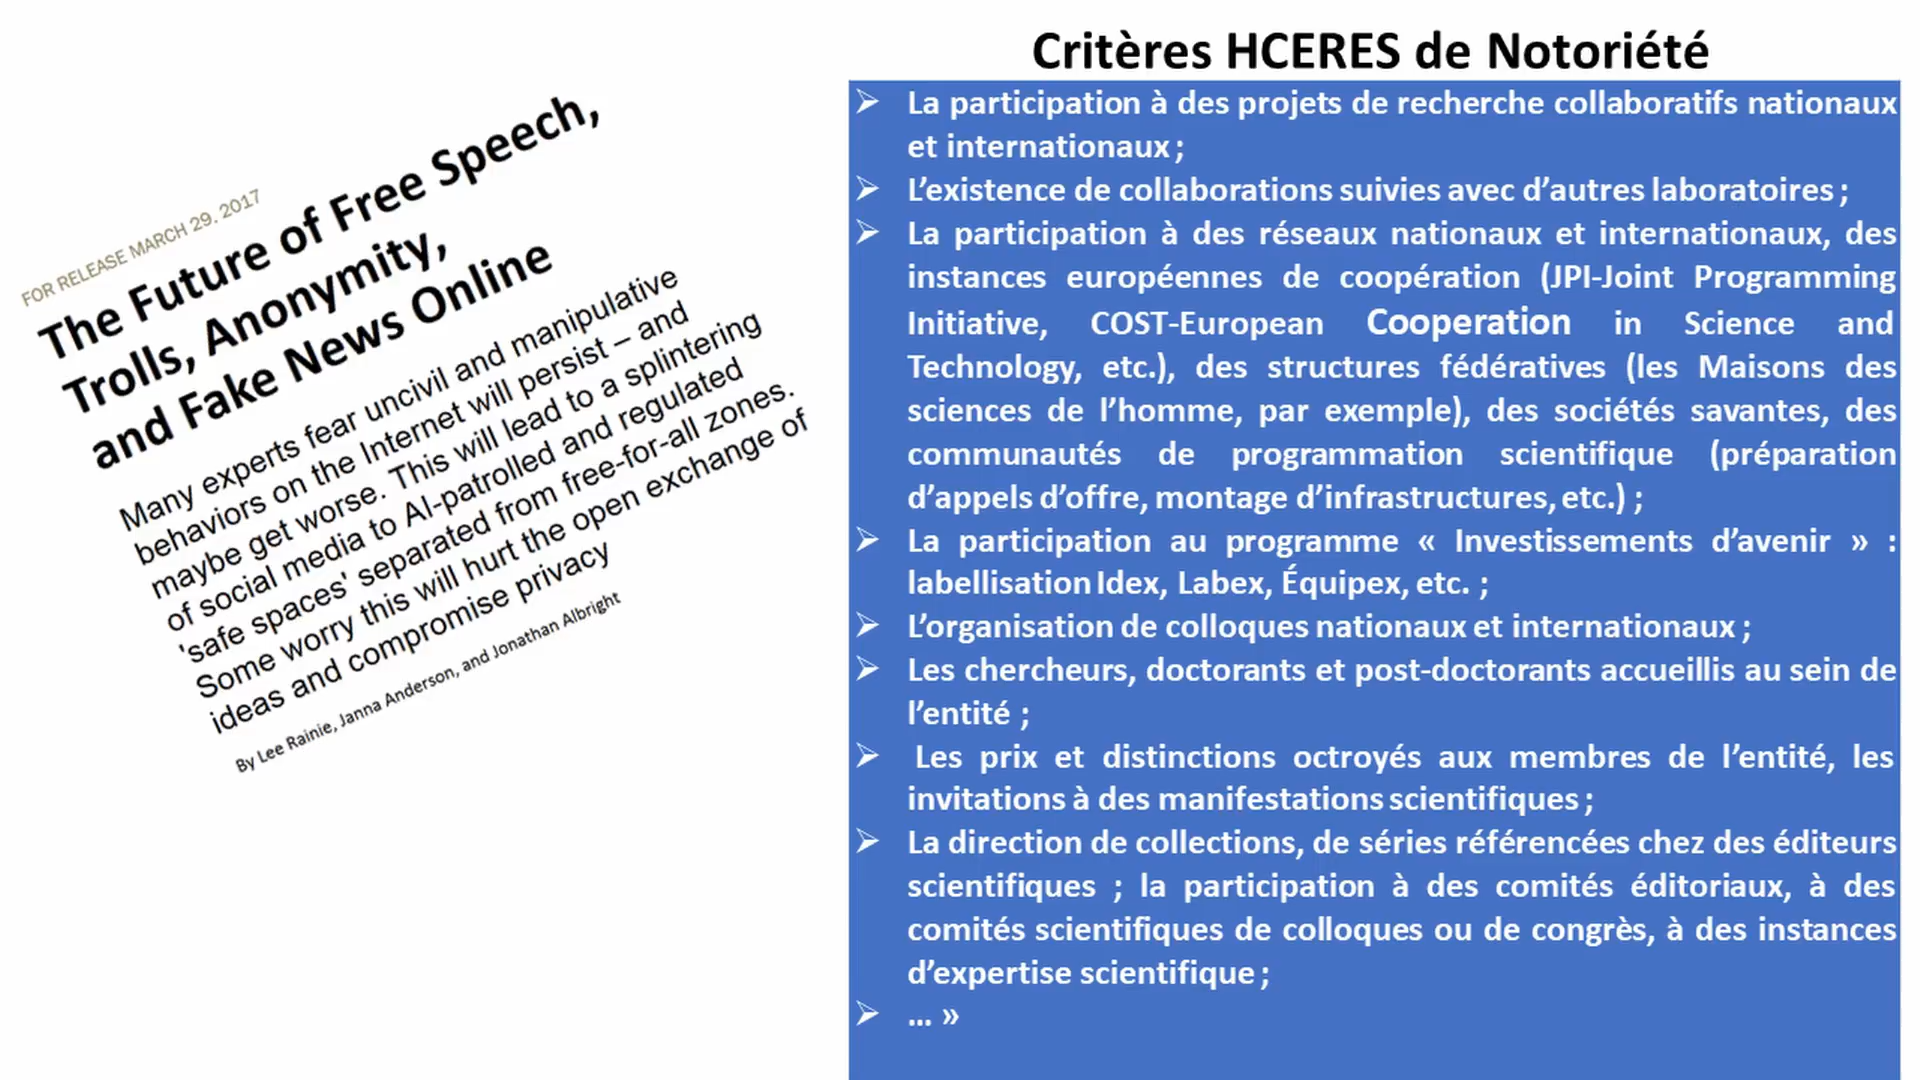 FOR RELEASE MARCH 29, 2017
The Future of Free Speech,
Trolls, Anonymity,
and Fake News Online
Many experts fear uncivil and manipulative
behaviors on the Internet will persist – and
maybe get worse. This will lead to a splintering
of social media to AI-patrolled and regulated
'safe spaces' separated from free-for-all zones.
Some worry this will hurt the open exchange of
ideas and compromise privacy
By Lee Rainie, Janna Anderson, and Jonathan Albright
Critères HCERES de Notoriété
➢ La participation à des projets de recherche collaboratifs nationaux
et internationaux ;
➢ L’existence de collaborations suivies avec d’autres laboratoires ;
➢ La participation à des réseaux nationaux et internationaux, des
instances européennes de coopération (JPI-Joint Programming
Initiative, COST-European Cooperation in Science and
Technology, etc.), des structures fédératives (les Maisons des
sciences de l’homme, par exemple), des sociétés savantes, des
communautés de programmation scientifique (préparation
d’appels d’offre, montage d’infrastructures, etc.) ;
➢ La participation au programme « Investissements d’avenir » :
labellisation Idex, Labex, Équipex, etc. ;
➢ L’organisation de colloques nationaux et internationaux ;
➢ Les chercheurs, doctorants et post-doctorants accueillis au sein de
l’entité ;
➢ Les prix et distinctions octroyés aux membres de l’entité, les
invitations à des manifestations scientifiques ;
➢ La direction de collections, de séries référencées chez des éditeurs
scientifiques ; la participation à des comités éditoriaux, à des
comités scientifiques de colloques ou de congrès, à des instances
d’expertise scientifique ;
➢ … »